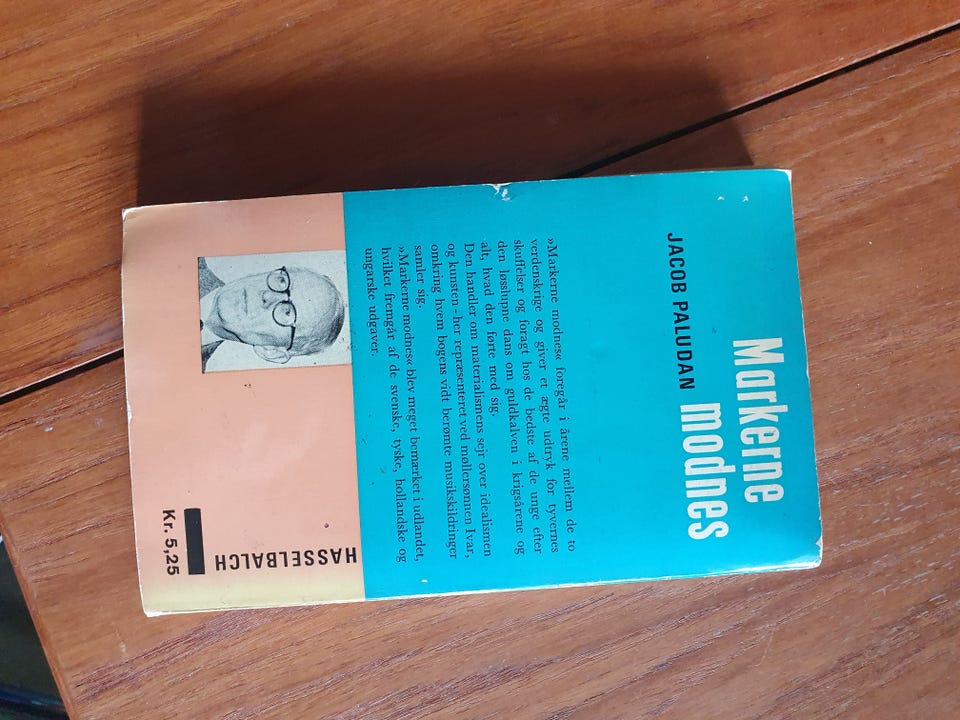 Markerne
modnes
JACOB PALUDAN
»Markerne modnes« foregår i årene mellem de to
verdenskrige og giver et ægte udtryk for tyvernes
skuffelser og foragt hos de bedste af de unge efter
den løsslupne dans om guldkalven i krigsårene og
alt, hvad den førte med sig.
Den handler om materialismens sejr over idealismen
og kunsten - her repræsenteret ved møllersønnen Ivar,
omkring hvem bogens vidt berømte musikskildringer
samler sig.
»Markerne modnes« blev meget bemærket i udlandet,
hvilket fremgår af de svenske, tyske, hollandske og
ungarske udgaver.
HASSELBALCH
Kr. 5,25